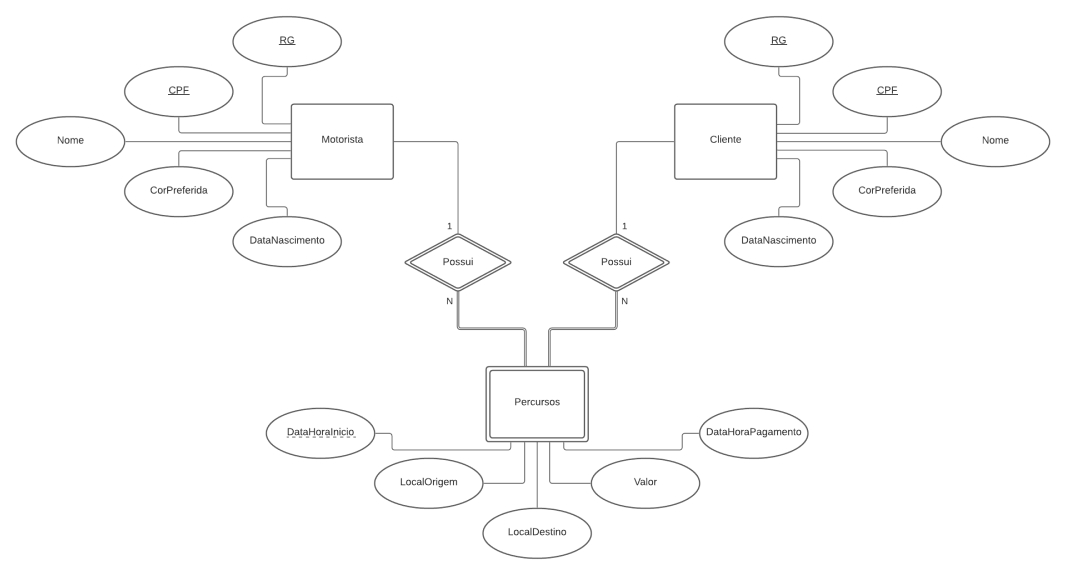 RG
RG
CPF
CPF
Nome
Motorista
Cliente
Nome
CorPreferida
CorPreferida
DataNascimento
DataNascimento
1
1
Possui
Possui
N
N
Percursos
DataHoraInicio
DataHoraPagamento
LocalOrigem
Valor
LocalDestino